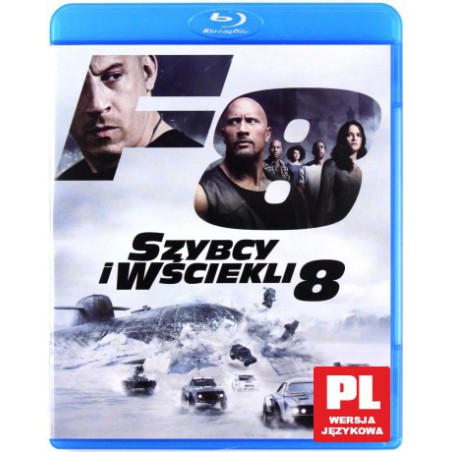 Blu-ray Disc
F8
SZYBCY
I WŚCIEKLI 8
PL
WERSJA
JĘZYKOWA